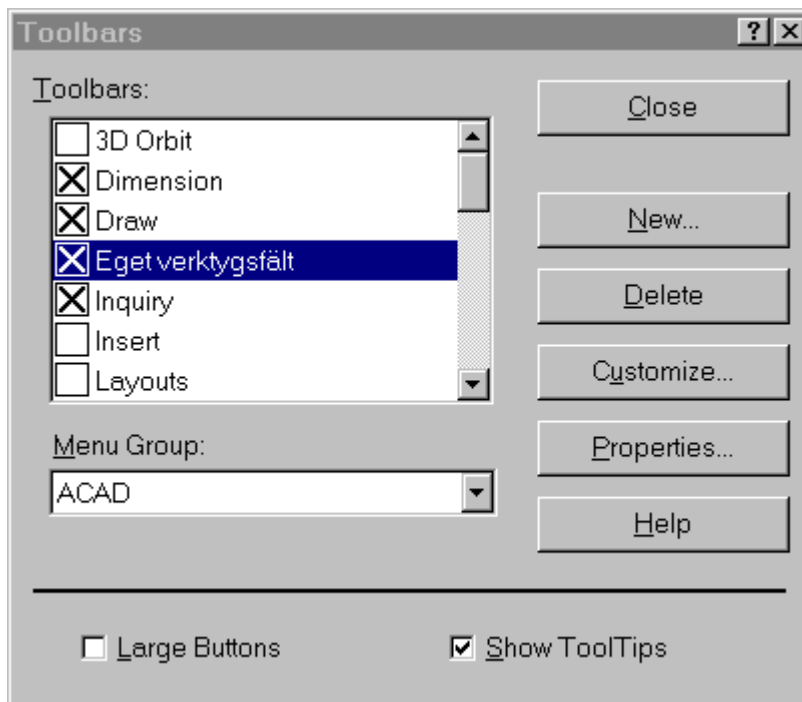 Toolbars
Toolbars:
3D Orbit
Dimension
Draw
Eget verktygsfält
Inquiry
Insert
Layouts
Menu Group:
ACAD
Close
New...
Delete
Customize...
Properties...
Help
Large Buttons
Show ToolTips